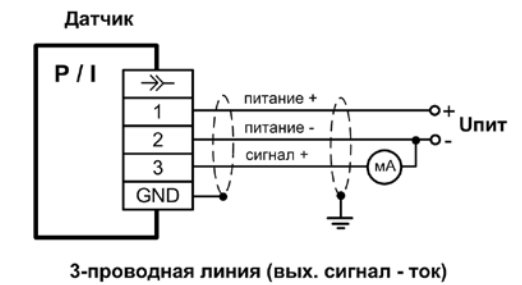 Датчик
P / I
1
питание +
+
2
питание -
Uпит
-
3
сигнал +
мА
GND
3-проводная линия (вых. сигнал - ток)